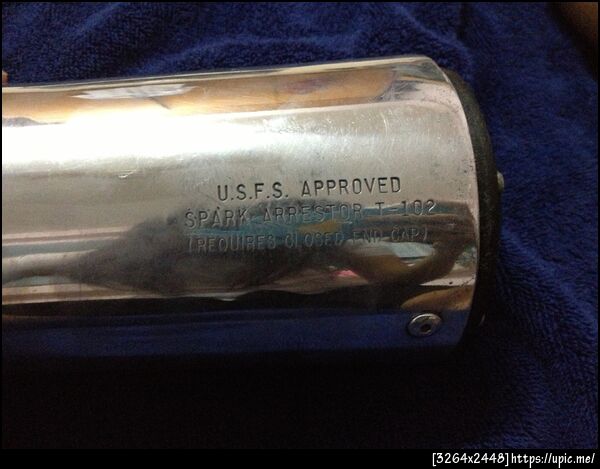 U.S.F.S. APPROVED
SPARK ARRESTOR T-102
(REQUIRES CLOSED END CAP)
[3264x2448]https://upic.me/